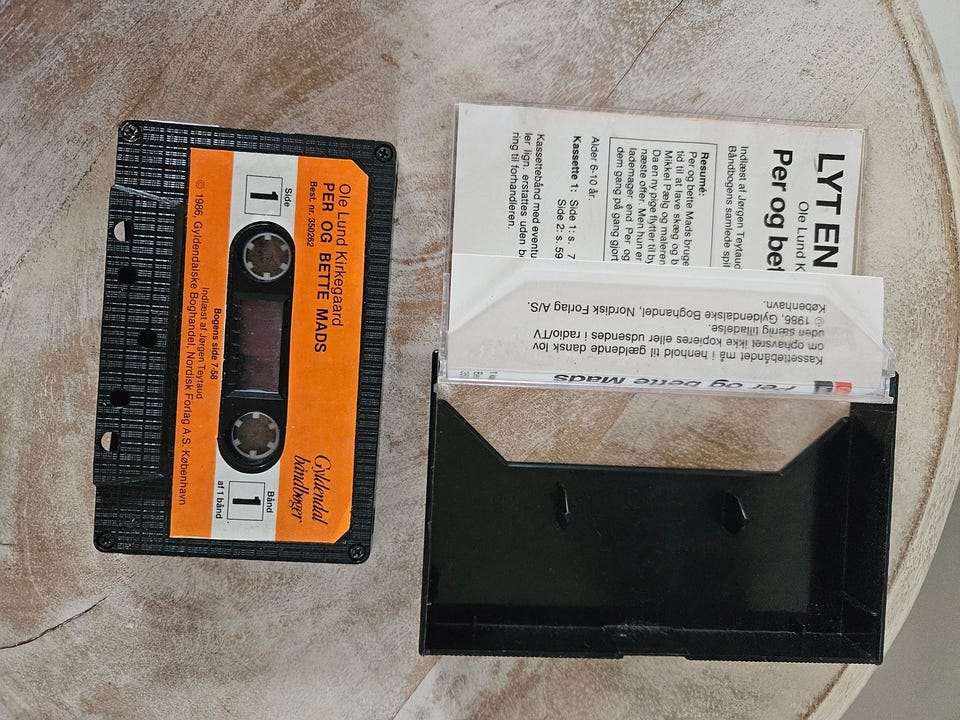 Ole Lund Kirkegaard
PER OG BETTE MADS
Best. nr. 350262
Side
1
Gyldendal
båndbøger
Bånd
1
af 1 bånd
Bogens side 7-58
Indlæst af Jørgen Teytaud
© 1986, Gyldendalske Boghandel, Nordisk Forlag A.S. København
LYT EN
Ole Lund K
Per og bet
Indlæst af Jørgen Teytaud
Båndbogens samlede spil
Resumé:
Per og bette Mads bruge
tid til at lave skæg og b
Mikkel Pælg og maleren
Da en ny pige flytter til by
næste offer. Men hun er
lademager, end Per og
dem gang på gang gjort
Alder 6-10 år.
Kassette 1: Side 1: s. 7
Side 2: s. 59
Kassettebånd med eventu
ler lign. erstattes uden b
ring til forhandleren.
Per og bette Mads
Kassettebåndet må i henhold til gældende dansk lov
om ophavsret ikke kopieres eller udsendes i radio/TV
uden særlig tilladelse.
© 1986, Gyldendalske Boghandel, Nordisk Forlag A/S.
København.